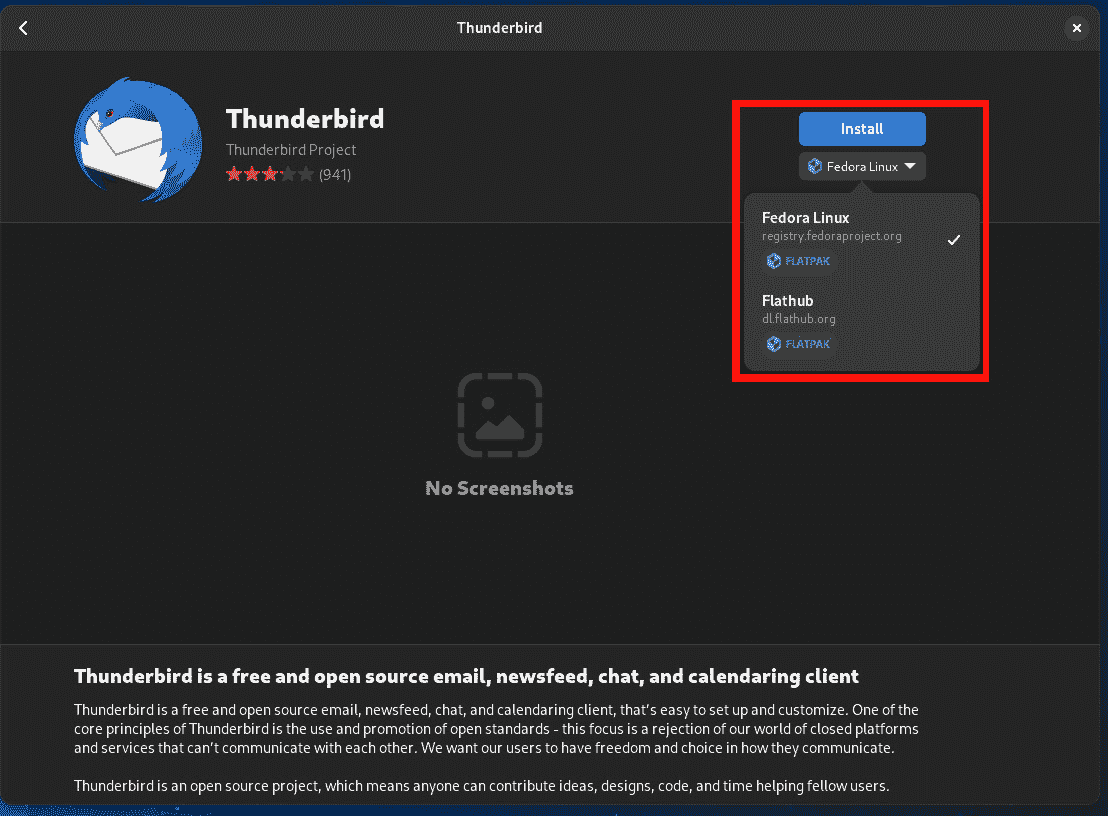 Thunderbird
Thunderbird
Thunderbird Project
(941)
Install
Fedora Linux
Fedora Linux
registry.fedoraproject.org
FLATPAK
Flathub
dl.flathub.org
FLATPAK
No Screenshots
Thunderbird is a free and open source email, newsfeed, chat, and calendaring client
Thunderbird is a free and open source email, newsfeed, chat, and calendaring client, that’s easy to set up and customize. One of the
core principles of Thunderbird is the use and promotion of open standards - this focus is a rejection of our world of closed platforms
and services that can’t communicate with each other. We want our users to have freedom and choice in how they communicate.
Thunderbird is an open source project, which means anyone can contribute ideas, designs, code, and time helping fellow users.